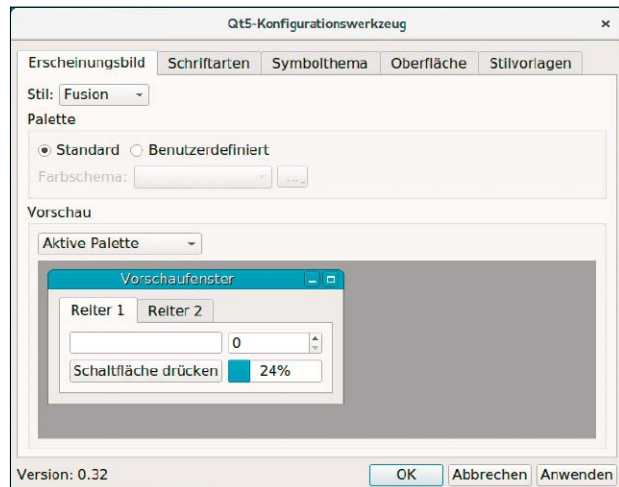 Qt5-Konfigurationswerkzeug
Erscheinungsbild Schriftarten Symbolthema Oberfläche Stilvorlagen
Stil: Fusion
Palette
Standard Benutzerdefiniert
Farbschema: ...
Vorschau
Aktive Palette
Vorschaufenster
Reiter 1 Reiter 2
0
Schaltfläche drücken 24%
Version: 0.32 OK Abbrechen Anwenden